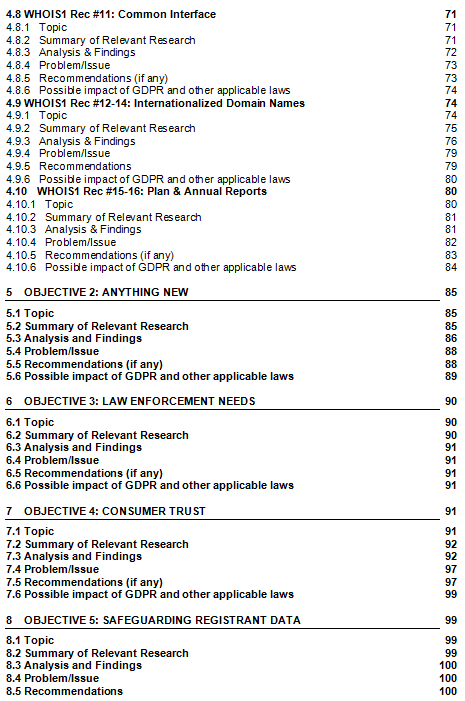 4.8 WHOIS1 Rec #11: Common Interface 71
4.8.1 Topic 71
4.8.2 Summary of Relevant Research 71
4.8.3 Analysis & Findings 72
4.8.4 Problem/Issue 73
4.8.5 Recommendations (if any) 73
4.8.6 Possible impact of GDPR and other applicable laws 74
4.9 WHOIS1 Rec #12-14: Internationalized Domain Names 74
4.9.1 Topic 74
4.9.2 Summary of Relevant Research 75
4.9.3 Analysis & Findings 76
4.9.4 Problem/Issue 79
4.9.5 Recommendations 79
4.9.6 Possible impact of GDPR and other applicable laws 80
4.10 WHOIS1 Rec #15-16: Plan & Annual Reports 80
4.10.1 Topic 80
4.10.2 Summary of Relevant Research 81
4.10.3 Analysis & Findings 81
4.10.4 Problem/Issue 82
4.10.5 Recommendations (if any) 83
4.10.6 Possible impact of GDPR and other applicable laws 84
5 OBJECTIVE 2: ANYTHING NEW 85
5.1 Topic 85
5.2 Summary of Relevant Research 85
5.3 Analysis and Findings 86
5.4 Problem/Issue 88
5.5 Recommendations (if any) 88
5.6 Possible impact of GDPR and other applicable laws 89
6 OBJECTIVE 3: LAW ENFORCEMENT NEEDS 90
6.1 Topic 90
6.2 Summary of Relevant Research 90
6.3 Analysis and Findings 91
6.4 Problem/Issue 91
6.5 Recommendations (if any) 91
6.6 Possible impact of GDPR and other applicable laws 91
7 OBJECTIVE 4: CONSUMER TRUST 91
7.1 Topic 91
7.2 Summary of Relevant Research 92
7.3 Analysis and Findings 92
7.4 Problem/Issue 97
7.5 Recommendations (if any) 97
7.6 Possible impact of GDPR and other applicable laws 99
8 OBJECTIVE 5: SAFEGUARDING REGISTRANT DATA 99
8.1 Topic 99
8.2 Summary of Relevant Research 99
8.3 Analysis and Findings 100
8.4 Problem/Issue 100
8.5 Recommendations 100